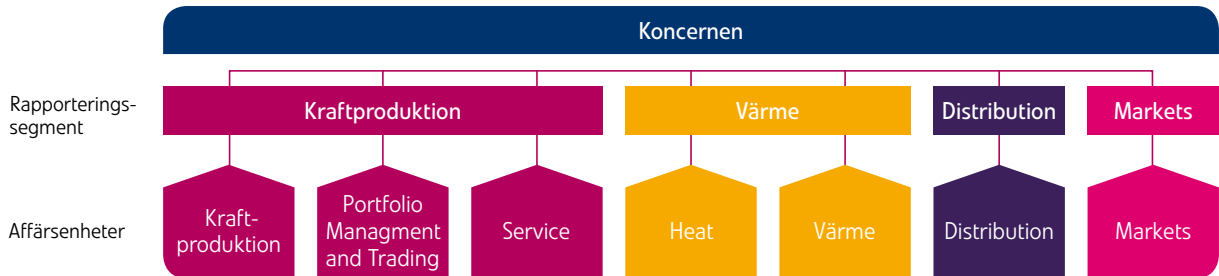 Koncernen
Rapporterings-
segment
Kraftproduktion
Värme
Distribution
Markets
Affärsenheter
Kraft-
produktion
Portfolio
Managment
and Trading
Service
Heat
Värme
Distribution
Markets